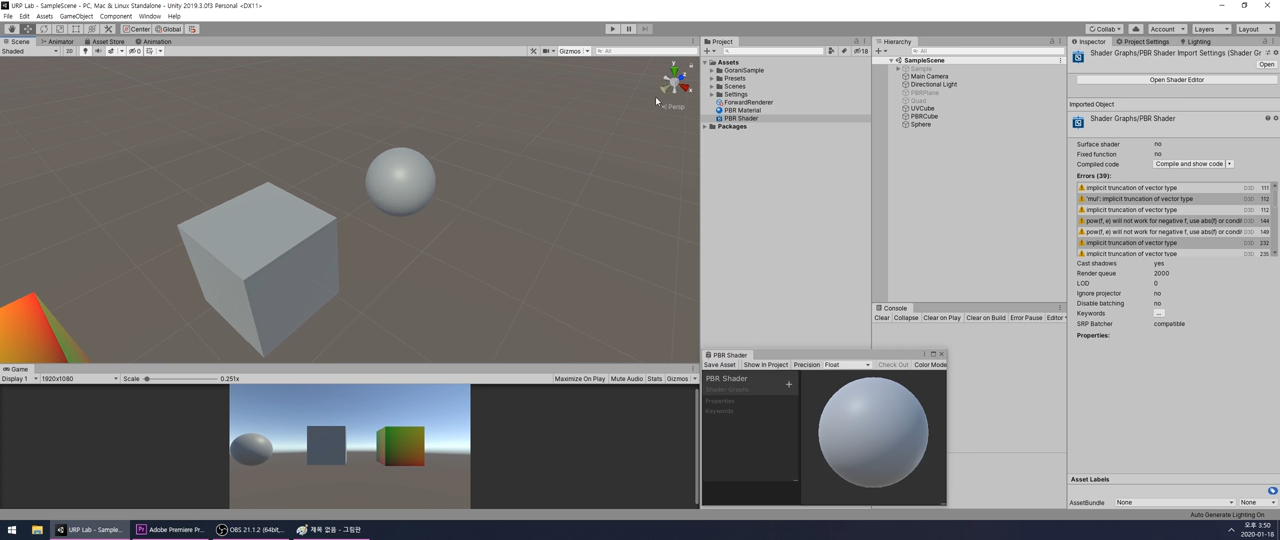 URP Lab - SampleScene - PC, Mac & Linux Standalone - Unity 2019.3.0f3 Personal <DX11>
File Edit Assets GameObject Component Window Help
Center Global
Collab Account Layers Layout
Scene Animator Asset Store Animation
Shaded 2D 0 Gizmos All
y
x
Persp
Project
18
Assets
GoraniSample
Presets
Scenes
Settings
ForwardRenderer
PBR Material
PBR Shader
Packages
Hierarchy
All
SampleScene
Sample
Main Camera
Directional Light
PBRPlane
Quad
UVCube
PBRCube
Sphere
Console
Clear Collapse Clear on Play Clear on Build Error Pause Editor
Inspector Project Settings Lighting
Shader Graphs/PBR Shader Import Settings (Shader Gr
Open
Open Shader Editor
Imported Object
Shader Graphs/PBR Shader
Surface shader no
Fixed function no
Compiled code Compile and show code
Errors (39):
implicit truncation of vector type D3D 111
'mul': implicit truncation of vector type D3D 112
implicit truncation of vector type D3D 112
pow(f, e) will not work for negative f, use abs(f) or condi D3D 144
pow(f, e) will not work for negative f, use abs(f) or condi D3D 149
implicit truncation of vector type D3D 232
implicit truncation of vector type D3D 235
Cast shadows yes
Render queue 2000
LOD 0
Ignore projector no
Disable batching no
Keywords ...
SRP Batcher compatible
Properties:
Asset Labels
AssetBundle None None
Auto Generate Lighting On
Game
Display 1 1920x1080 Scale 0.251x Maximize On Play Mute Audio Stats Gizmos
PBR Shader
Save Asset Show In Project Precision Float Check Out Color Mode
PBR Shader
Shader Graphs
Properties
Keywords
URP Lab - Sample... Adobe Premiere Pr... OBS 21.1.2 (64bit,... 제목 없음 - 그림판
오후 3:50
2020-01-18